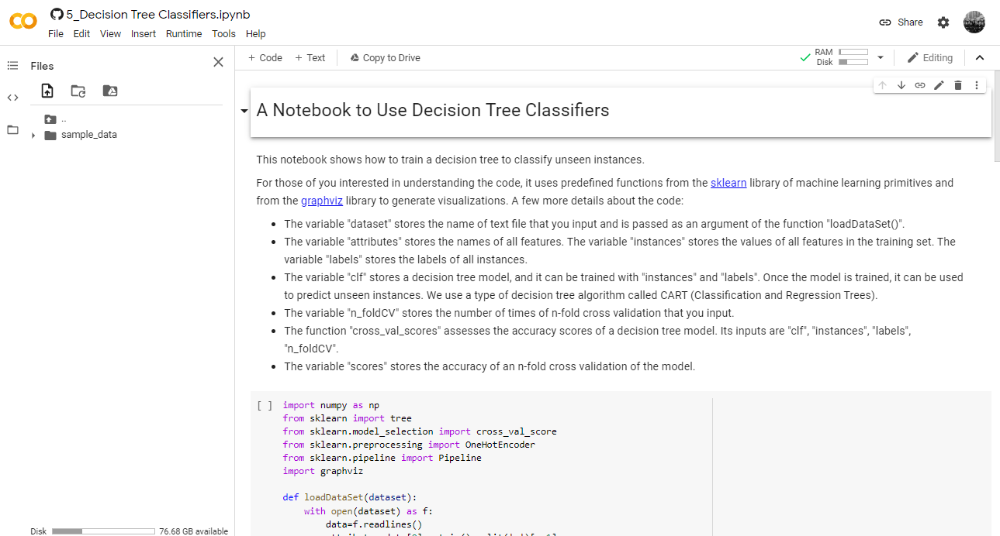 5_Decision Tree Classifiers.ipynb
File Edit View Insert Runtime Tools Help
Share
Files
+ Code + Text Copy to Drive
RAM
Disk
Editing
..
sample_data
A Notebook to Use Decision Tree Classifiers
This notebook shows how to train a decision tree to classify unseen instances.
For those of you interested in understanding the code, it uses predefined functions from the sklearn library of machine learning primitives and
from the graphviz library to generate visualizations. A few more details about the code:
• The variable "dataset" stores the name of text file that you input and is passed as an argument of the function "loadDataSet()".
• The variable "attributes" stores the names of all features. The variable "instances" stores the values of all features in the training set. The
variable "labels" stores the labels of all instances.
• The variable "clf" stores a decision tree model, and it can be trained with "instances" and "labels". Once the model is trained, it can be used
to predict unseen instances. We use a type of decision tree algorithm called CART (Classification and Regression Trees).
• The variable "n_foldCV" stores the number of times of n-fold cross validation that you input.
• The function "cross_val_scores" assesses the accuracy scores of a decision tree model. Its inputs are "clf", "instances", "labels",
"n_foldCV".
• The variable "scores" stores the accuracy of an n-fold cross validation of the model.
[ ] import numpy as np
from sklearn import tree
from sklearn.model_selection import cross_val_score
from sklearn.preprocessing import OneHotEncoder
from sklearn.pipeline import Pipeline
import graphviz
def loadDataSet(dataset):
with open(dataset) as f:
data=f.readlines()
Disk 76.68 GB available